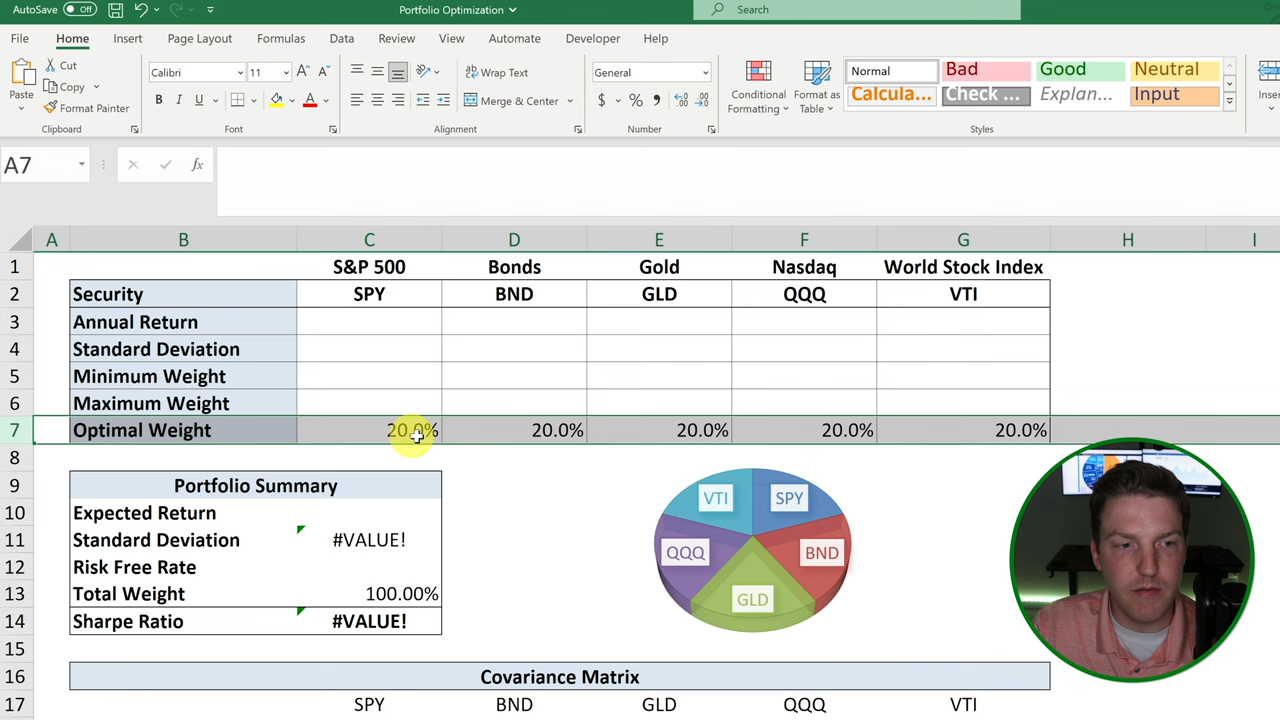 AutoSave Off Portfolio Optimization Search
File Home Insert Page Layout Formulas Data Review View Automate Developer Help
Paste Cut Copy Format Painter
Calibri 11
B I U A
Wrap Text
Merge & Center
General
$ % 9
Conditional Formatting
Format as Table
Normal Bad Good Neutral
Calcula... Check ... Explan... Input
Clipboard Font Alignment Number Styles
A7 fx
A B C D E F G H I
1 S&P 500 Bonds Gold Nasdaq World Stock Index
2 Security SPY BND GLD QQQ VTI
3 Annual Return
4 Standard Deviation
5 Minimum Weight
6 Maximum Weight
7 Optimal Weight 20.0% 20.0% 20.0% 20.0% 20.0%
8
9 Portfolio Summary
10 Expected Return
11 Standard Deviation #VALUE!
12 Risk Free Rate
13 Total Weight 100.00%
14 Sharpe Ratio #VALUE!
VTI SPY
QQQ BND
GLD
15
16 Covariance Matrix
17 SPY BND GLD QQQ VTI